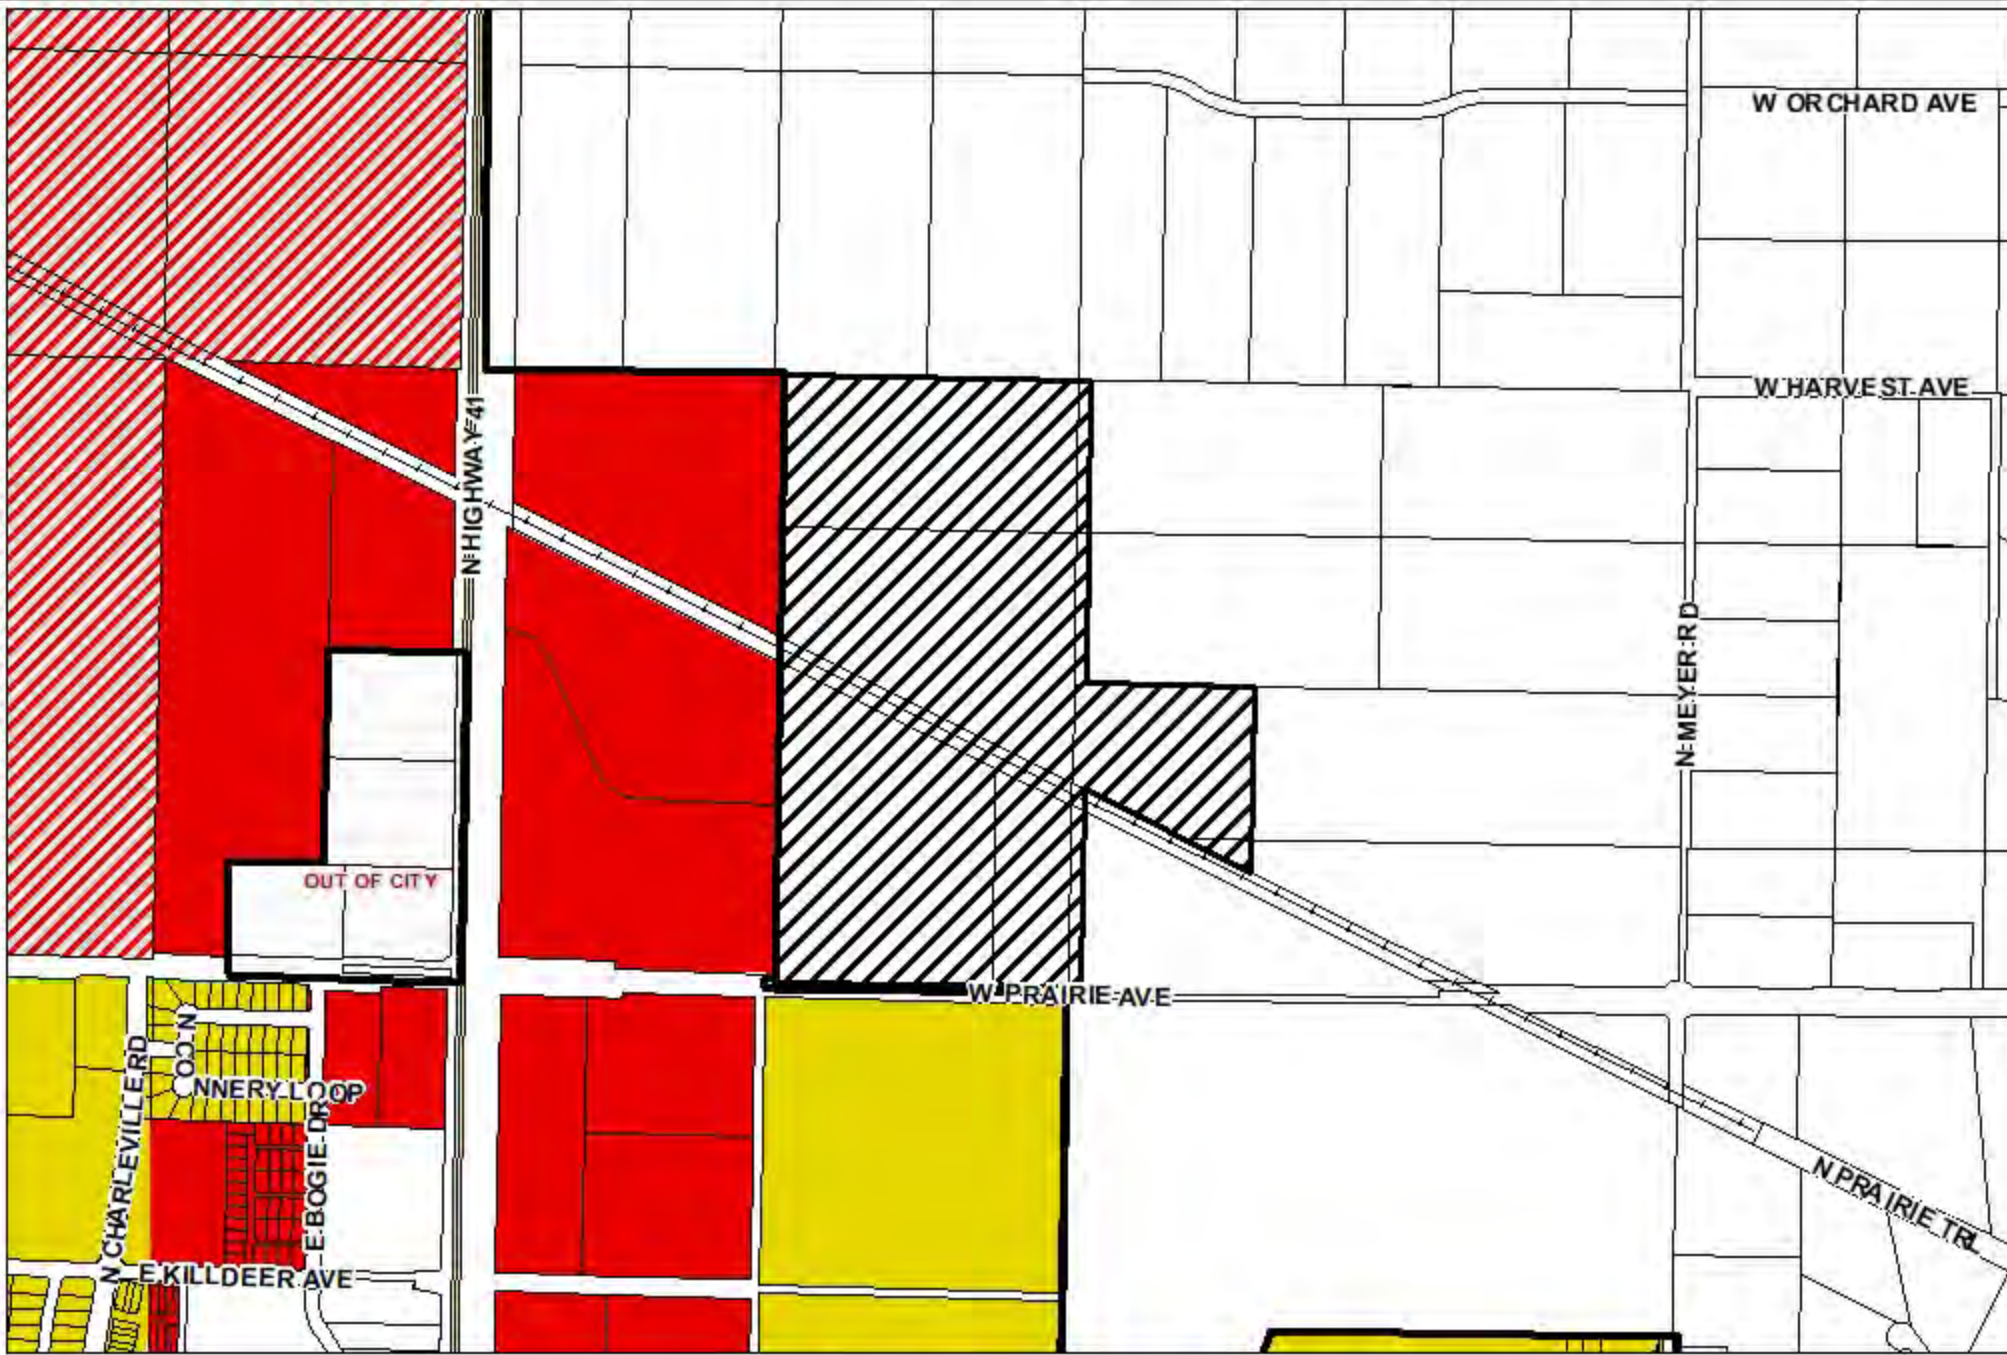 W ORCHARD AVE
W HARVEST AVE
N HIGHWAY 41
N MEYER RD
OUT OF CITY
W PRAIRIE AVE
N CO
NNERY LOOP
N CHARLEVILLE RD
E BOGIE DR
N PRAIRIE TRL
E KILLDEER AVE